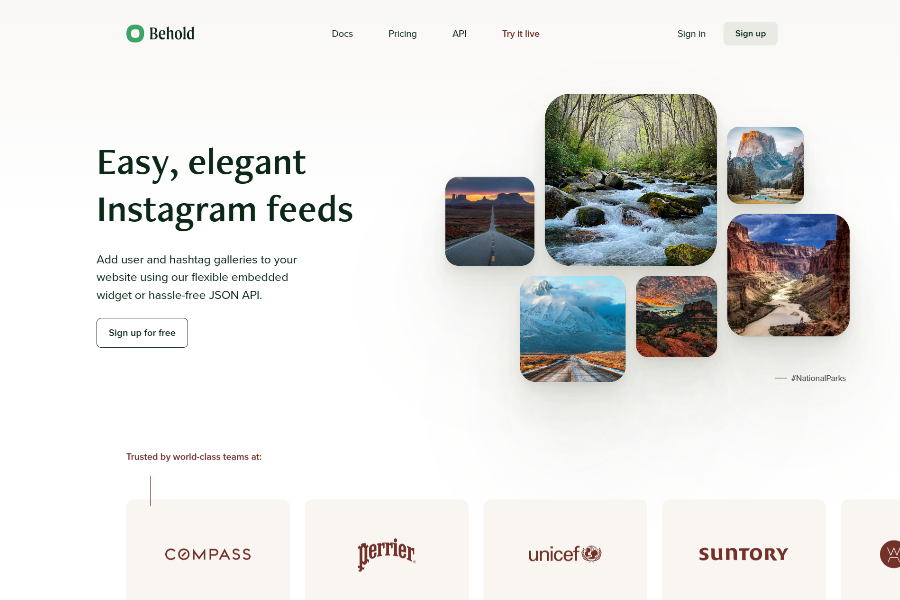 Behold
Docs
Pricing
API
Try it live
Sign in
Sign up
Easy, elegant
Instagram feeds
Add user and hashtag galleries to your
website using our flexible embedded
widget or hassle-free JSON API.
Sign up for free
#NationalParks
Trusted by world-class teams at:
COMPASS
perrier
unicef
SUNTORY